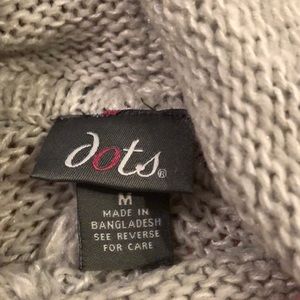 dots®
M
MADE IN
BANGLADESH
SEE REVERSE
FOR CARE